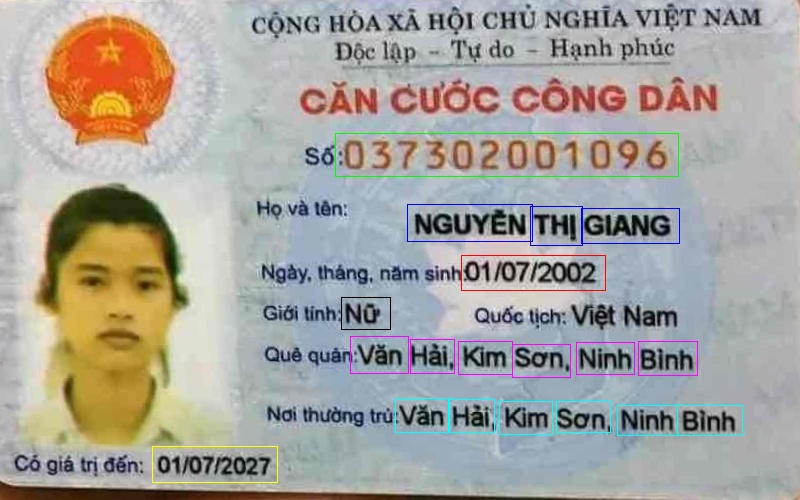 CỘNG HÒA XÃ HỘI CHỦ NGHĨA VIỆT NAM
Độc lập - Tự do - Hạnh phúc
CĂN CƯỚC CÔNG DÂN
Số: 037302001096
Họ và tên: NGUYỄN THỊ GIANG
Ngày, tháng, năm sinh: 01/07/2002
Giới tính: Nữ Quốc tịch: Việt Nam
Quê quán: Văn Hải, Kim Sơn, Ninh Bình
Nơi thường trú: Văn Hải, Kim Sơn, Ninh Bình
Có giá trị đến: 01/07/2027